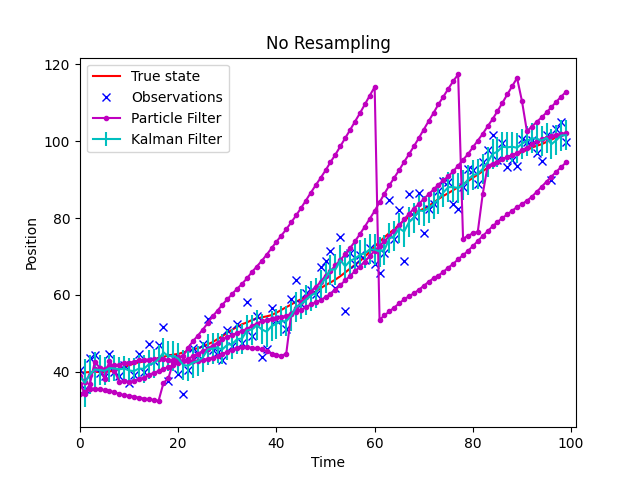 No Resampling
True state
Observations
Particle Filter
Kalman Filter
120
100
80
60
40
Position
0 20 40 60 80 100
Time